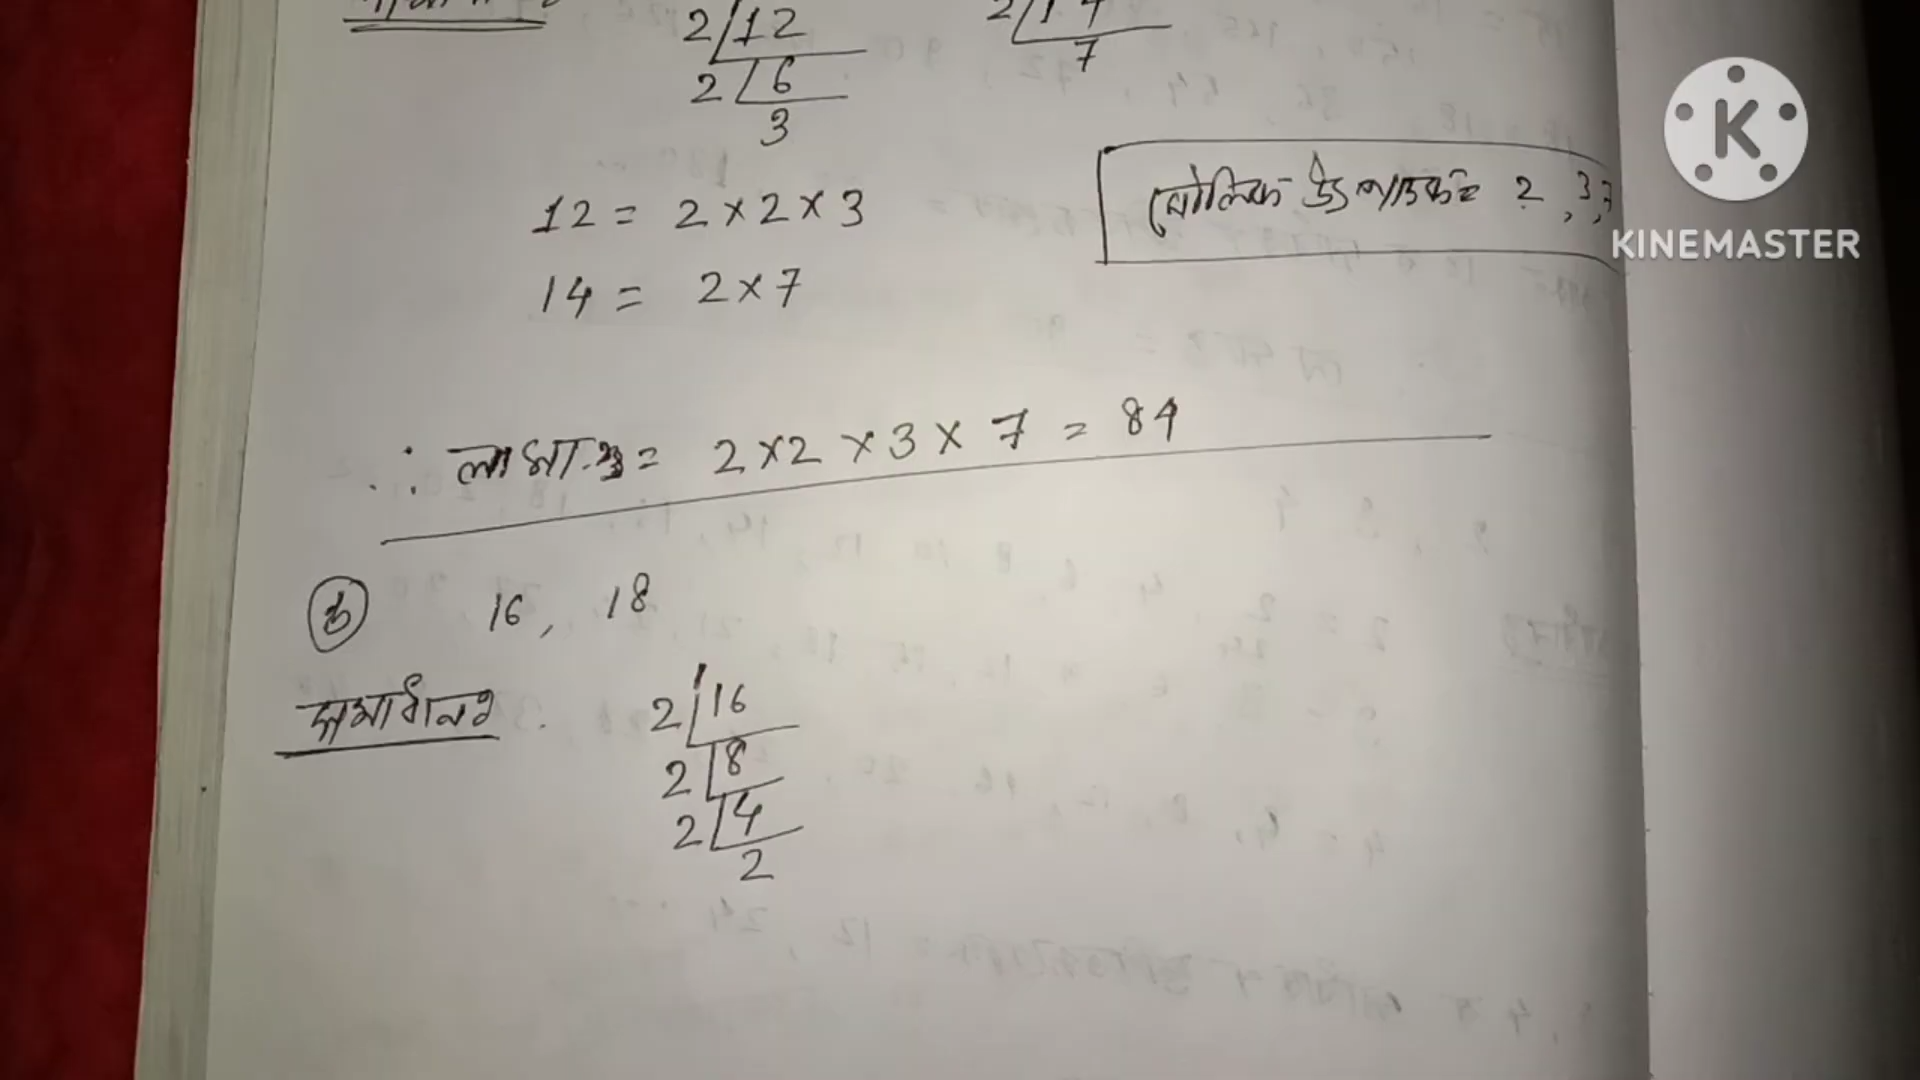 2 12 2 14
2 6 7
3
12 = 2 × 2 × 3
মৌলিক উৎপাদকঃ 2, 3, 7
KINEMASTER
14 = 2 × 7
∴ ল.সা.গু = 2 × 2 × 3 × 7 = 84
16, 18
সমাধানঃ 2 16
2 8
2 4
2